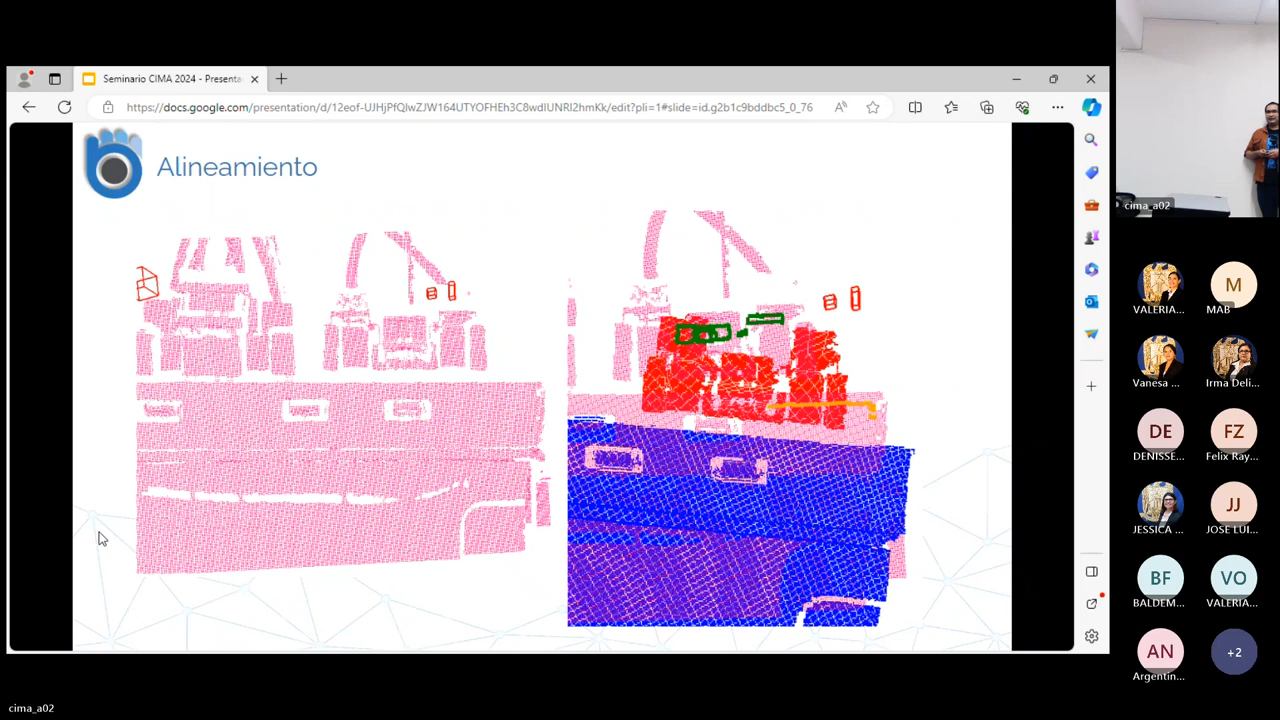 Seminario CIMA 2024 - Presenta
https://docs.google.com/presentation/d/12eof-UJHjPfQIwZJW164UTYOFHEh3C8wdIUNRI2hmKk/edit?pli=1#slide=id.g2b1c9bddbc5_0_76
Alineamiento
cima_a02
VALERIA...
M
MAB
Vanesa ...
Irma Deli...
DE
DENISSE...
FZ
Felix Ray...
JESSICA ...
JJ
JOSE LUI...
BF
BALDEM...
VO
VALERIA...
AN
Argentin...
+2
cima_a02